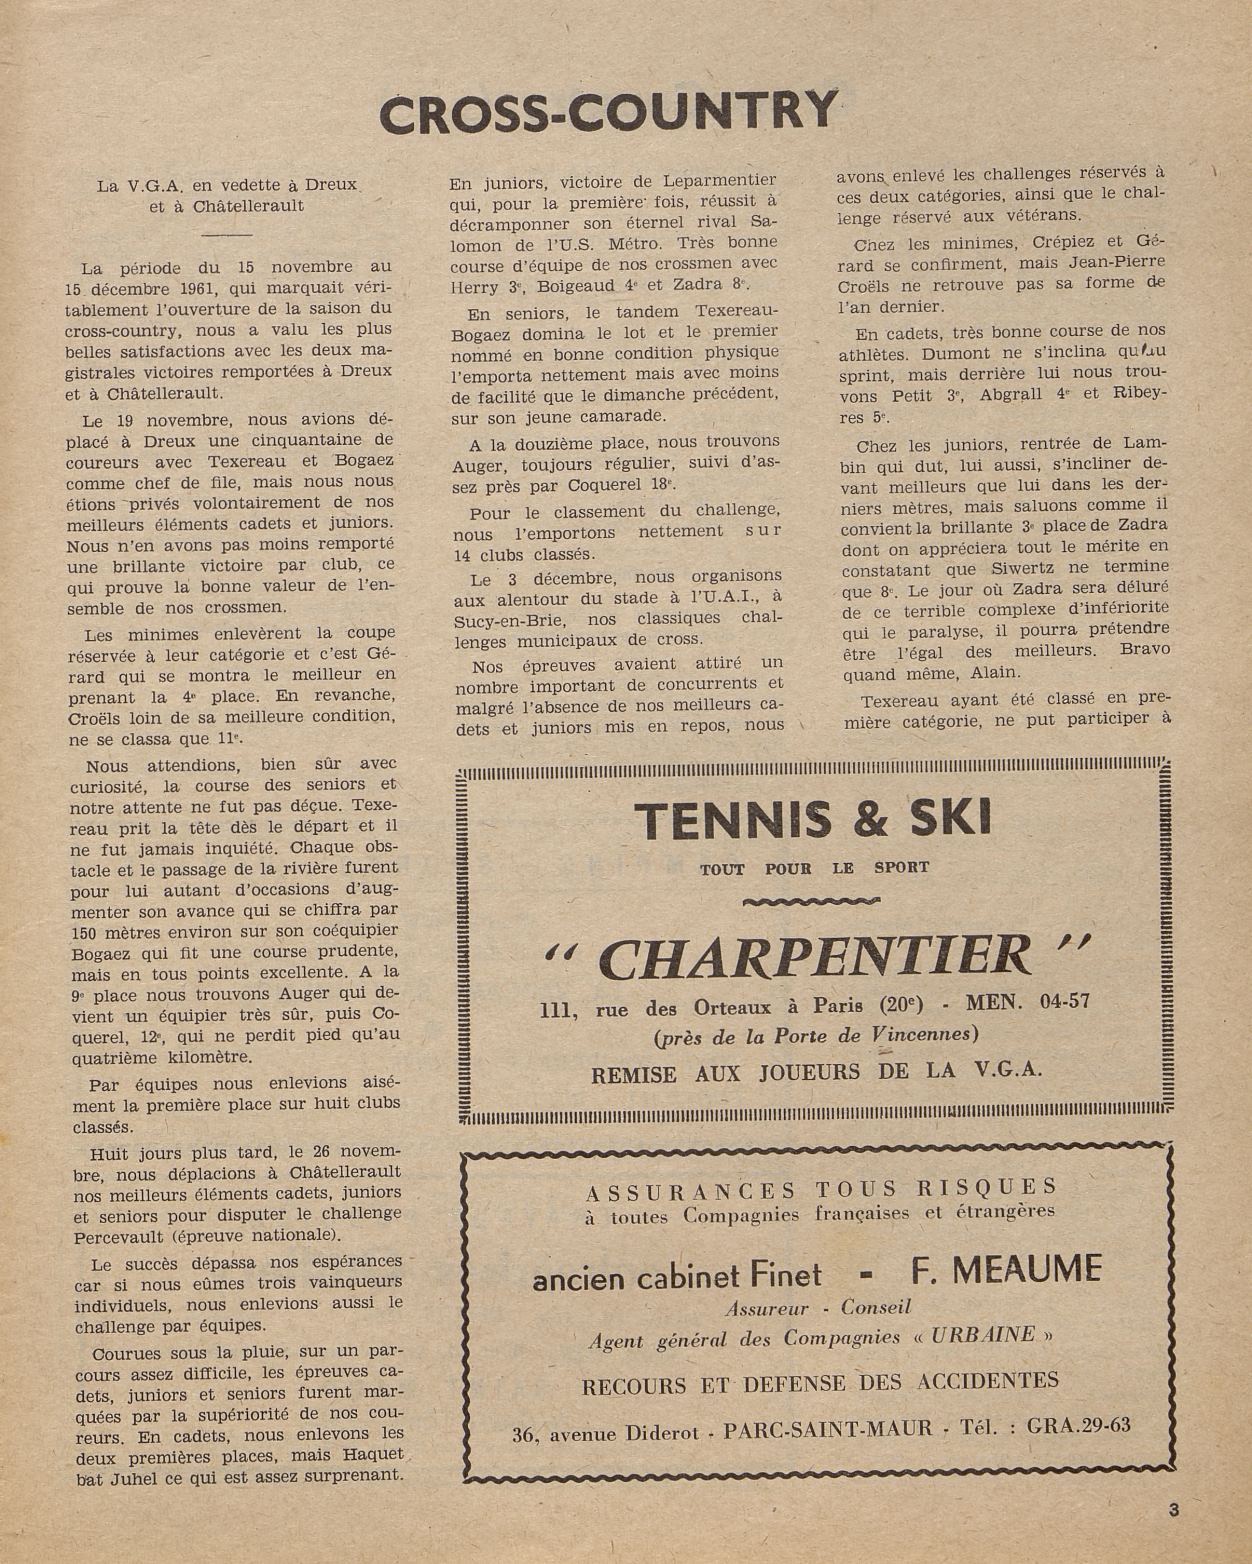 CROSS-COUNTRY
La V.G.A. en vedette à Dreux
et à Châtellerault
La période du 15 novembre au
15 décembre 1961, qui marquait véri-
tablement l'ouverture de la saison du
cross-country, nous a valu les plus
belles satisfactions avec les deux ma-
gistrales victoires remportées à Dreux
et à Châtellerault.
Le 19 novembre, nous avions dé-
placé à Dreux une cinquantaine de
coureurs avec Texereau et Bogaez
comme chef de file, mais nous nous
étions privés volontairement de nos
meilleurs éléments cadets et juniors.
Nous n'en avons pas moins remporté
une brillante victoire par club, ce
qui prouve la bonne valeur de l'en-
semble de nos crossmen.
Les minimes enlevèrent la coupe
réservée à leur catégorie et c'est Gé-
rard qui se montra le meilleur en
prenant la 4e place. En revanche,
Croëls loin de sa meilleure condition,
ne se classa que 11e.
Nous attendions, bien sûr avec
curiosité, la course des seniors et
notre attente ne fut pas déçue. Texe-
reau prit la tête dès le départ et il
ne fut jamais inquiété. Chaque obs-
tacle et le passage de la rivière furent
pour lui autant d'occasions d'aug-
menter son avance qui se chiffra par
150 mètres environ sur son coéquipier
Bogaez qui fit une course prudente,
mais en tous points excellente. A la
9e place nous trouvons Auger qui de-
vient un équipier très sûr, puis Co-
querel, 12e, qui ne perdit pied qu'au
quatrième kilomètre.
Par équipes nous enlevions aisé-
ment la première place sur huit clubs
classés.
Huit jours plus tard, le 26 novem-
bre, nous déplacions à Châtellerault
nos meilleurs éléments cadets, juniors
et seniors pour disputer le challenge
Percevault (épreuve nationale).
Le succès dépassa nos espérances
car si nous eûmes trois vainqueurs
individuels, nous enlevions aussi le
challenge par équipes.
Courues sous la pluie, sur un par-
cours assez difficile, les épreuves ca-
dets, juniors et seniors furent mar-
quées par la supériorité de nos cou-
reurs. En cadets, nous enlevons les
deux premières places, mais Haquet
bat Juhel ce qui est assez surprenant.
En juniors, victoire de Leparmentier
qui, pour la première fois, réussit à
décramponner son éternel rival Sa-
lomon de l'U.S. Métro. Très bonne
course d'équipe de nos crossmen avec
Herry 3e, Boigeaud 4e et Zadra 8e.
En seniors, le tandem Texereau-
Bogaez domina le lot et le premier
nommé en bonne condition physique
l'emporta nettement mais avec moins
de facilité que le dimanche précédent,
sur son jeune camarade.
A la douzième place, nous trouvons
Auger, toujours régulier, suivi d'as-
sez près par Coquerel 18e.
Pour le classement du challenge,
nous l'emportons nettement sur
14 clubs classés.
Le 3 décembre, nous organisons
aux alentour du stade à l'U.A.I., à
Sucy-en-Brie, nos classiques chal-
lenges municipaux de cross.
Nos épreuves avaient attiré un
nombre important de concurrents et
malgré l'absence de nos meilleurs ca-
dets et juniors mis en repos, nous
avons enlevé les challenges réservés à
ces deux catégories, ainsi que le chal-
lenge réservé aux vétérans.
Chez les minimes, Crépiez et Gé-
rard se confirment, mais Jean-Pierre
Croëls ne retrouve pas sa forme de
l'an dernier.
En cadets, très bonne course de nos
athlètes. Dumont ne s'inclina qu'au
sprint, mais derrière lui nous trou-
vons Petit 3e, Abgrall 4e et Ribey-
res 5e.
Chez les juniors, rentrée de Lam-
bin qui dut, lui aussi, s'incliner de-
vant meilleurs que lui dans les der-
niers mètres, mais saluons comme il
convient la brillante 3e place de Zadra
dont on appréciera tout le mérite en
constatant que Siwertz ne termine
que 8e. Le jour où Zadra sera déluré
de ce terrible complexe d'infériorité
qui le paralyse, il pourra prétendre
être l'égal des meilleurs. Bravo
quand même, Alain.
Texereau ayant été classé en pre-
mière catégorie, ne put participer à
TENNIS & SKI
TOUT POUR LE SPORT
" CHARPENTIER "
111, rue des Orteaux à Paris (20e) - MEN. 04-57
(près de la Porte de Vincennes)
REMISE AUX JOUEURS DE LA V.G.A.
ASSURANCES TOUS RISQUES
à toutes Compagnies françaises et étrangères
ancien cabinet Finet - F. MEAUME
Assureur - Conseil
Agent général des Compagnies « URBAINE »
RECOURS ET DEFENSE DES ACCIDENTES
36, avenue Diderot - PARC-SAINT-MAUR - Tél. : GRA.29-63
3